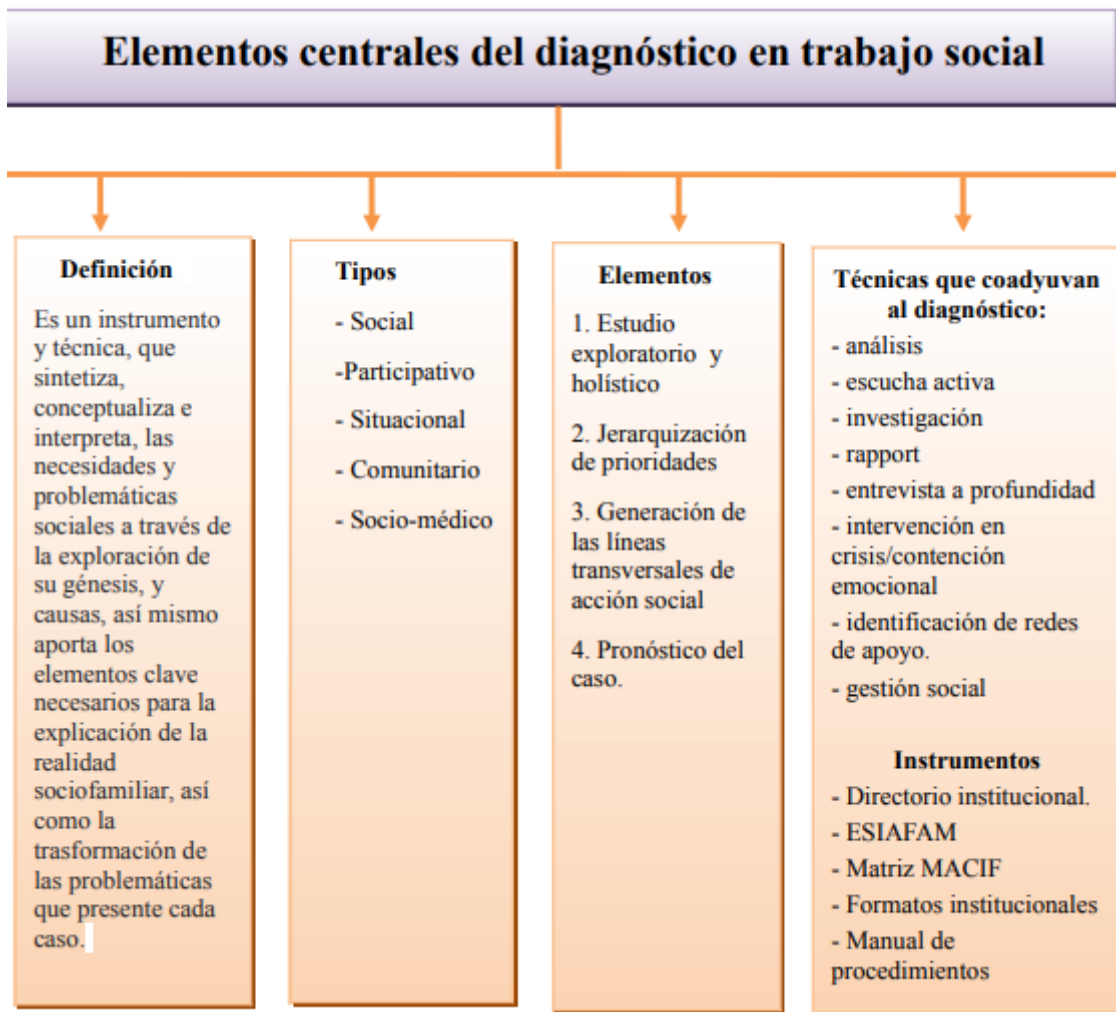 Elementos centrales del diagnóstico en trabajo social
Definición
Es un instrumento
y técnica, que
sintetiza,
conceptualiza e
interpreta, las
necesidades y
problemáticas
sociales a través de
la exploración de
su génesis, y
causas, así mismo
aporta los
elementos clave
necesarios para la
explicación de la
realidad
sociofamiliar, así
como la
trasformación de
las problemáticas
que presente cada
caso.
Tipos
- Social
-Participativo
- Situacional
- Comunitario
- Socio-médico
Elementos
1. Estudio
exploratorio y
holístico
2. Jerarquización
de prioridades
3. Generación de
las líneas
transversales de
acción social
4. Pronóstico del
caso.
Técnicas que coadyuvan
al diagnóstico:
- análisis
- escucha activa
- investigación
- rapport
- entrevista a profundidad
- intervención en
crisis/contención
emocional
- identificación de redes
de apoyo.
- gestión social
Instrumentos
- Directorio institucional.
- ESIAFAM
- Matriz MACIF
- Formatos institucionales
- Manual de
procedimientos